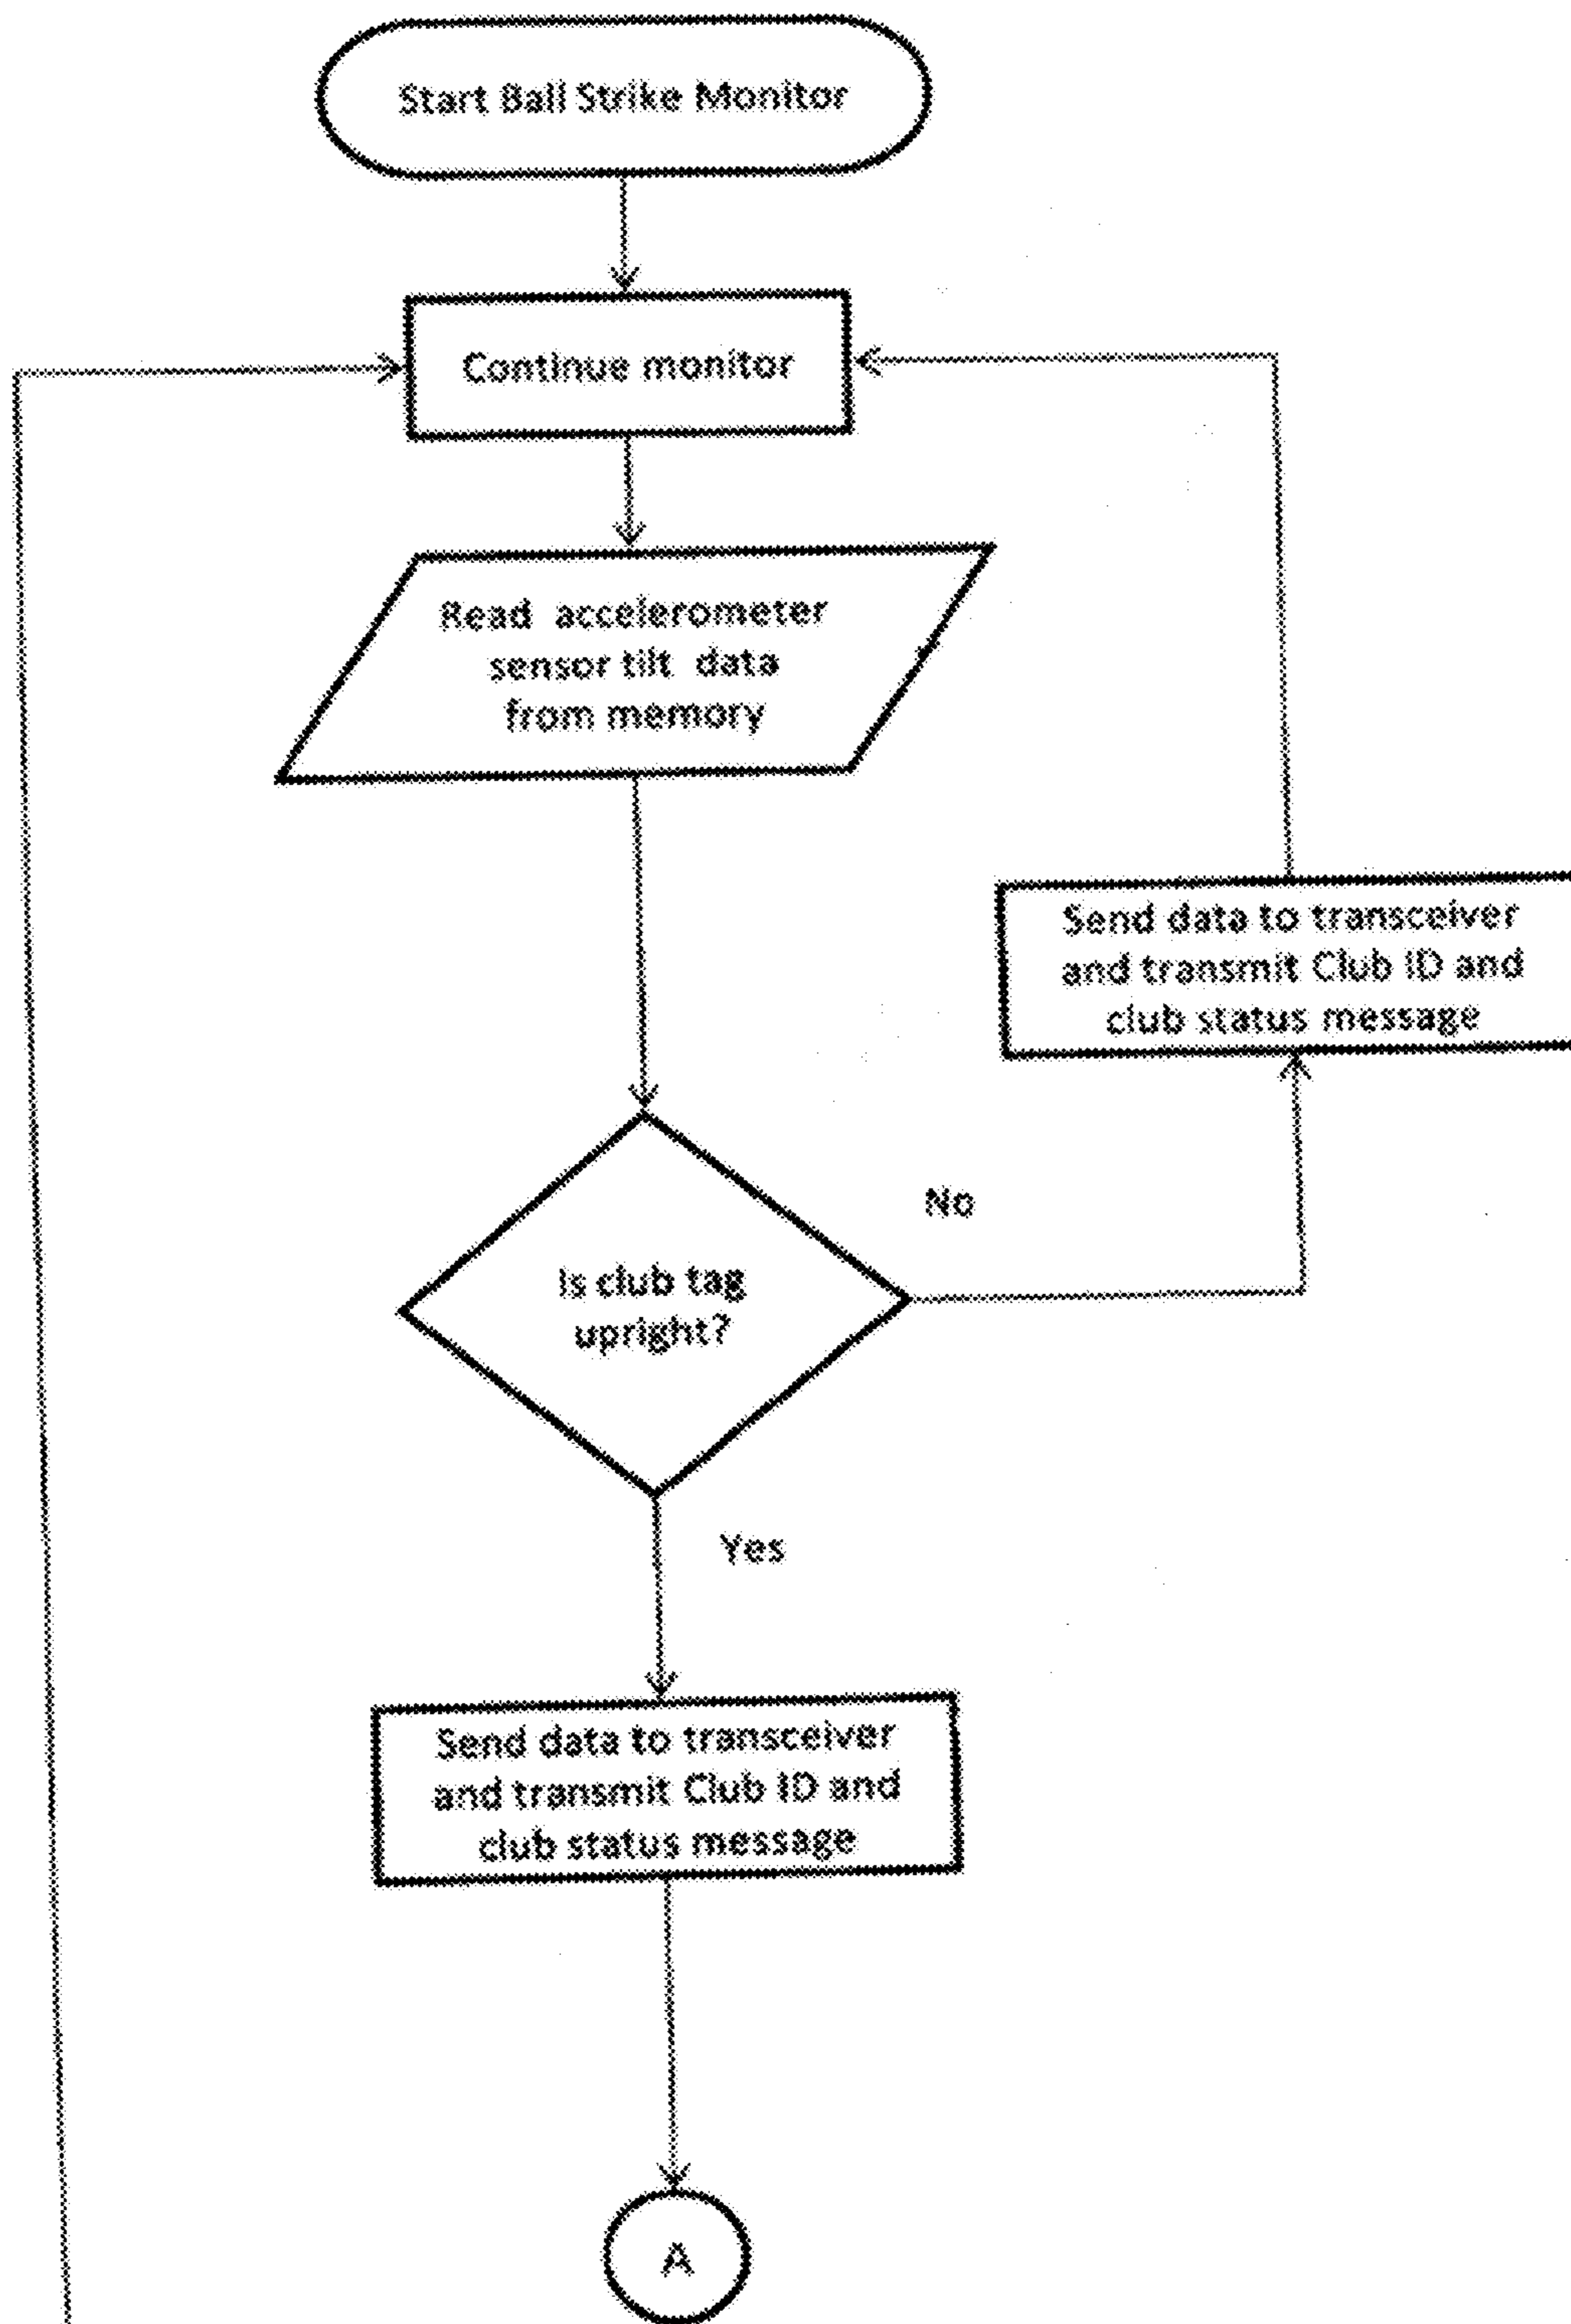 Start Ball Strike Monitor
Continue monitor
Read accelerometer
sensor tilt data
from memory
Send data to transceiver
and transmit Club ID and
club status message
No
Is club tag
upright?
Yes
Send data to transceiver
and transmit Club ID and
club status message
A